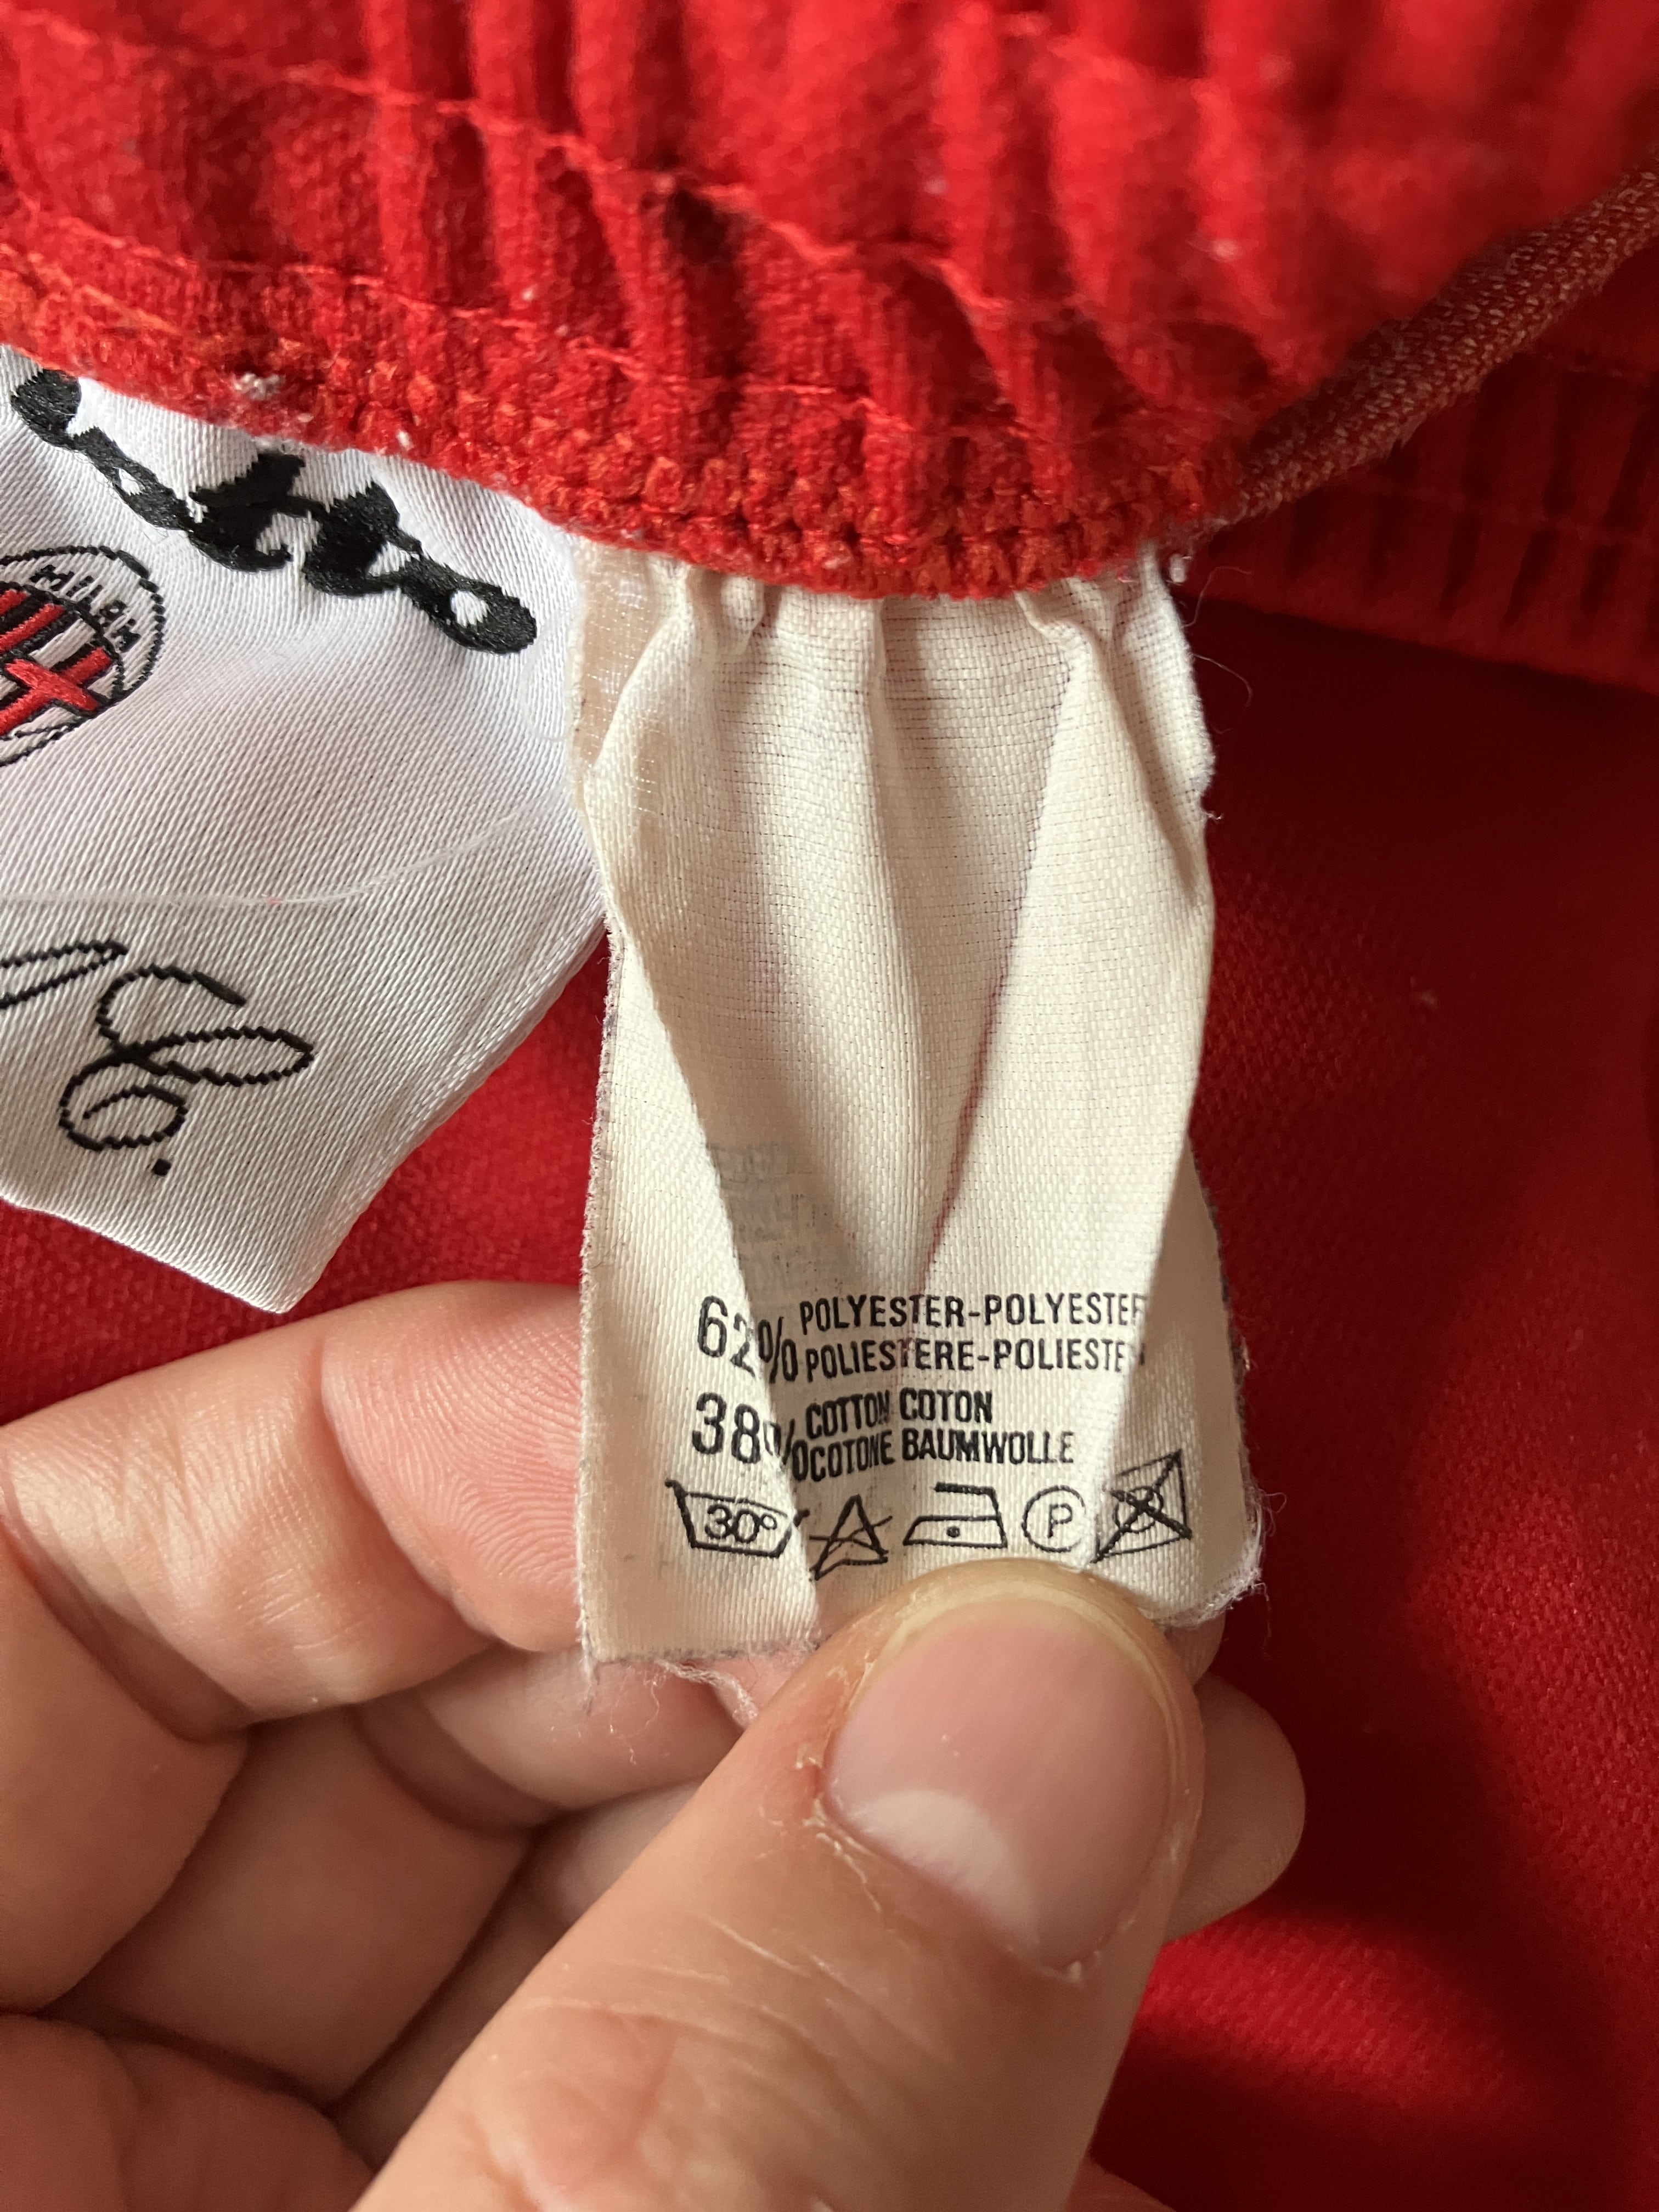 MILAN
62% POLYESTER-POLYESTER
POLIESTERE-POLIESTER
38% COTTON COTON
COTONE BAUMWOLLE
30°
P